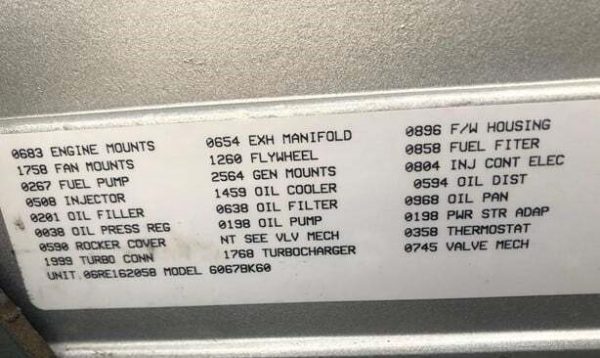 0683 ENGINE MOUNTS
1758 FAN MOUNTS
0267 FUEL PUMP
0508 INJECTOR
0201 OIL FILLER
0038 OIL PRESS REG
0590 ROCKER COVER
1999 TURBO CONN
0654 EXH MANIFOLD
1260 FLYWHEEL
2564 GEN MOUNTS
1459 OIL COOLER
0638 OIL FILTER
0198 OIL PUMP
NT SEE VLV MECH
1768 TURBOCHARGER
0896 F/W HOUSING
0858 FUEL FITER
0804 INJ CONT ELEC
0594 OIL DIST
0968 OIL PAN
0198 PWR STR ADAP
0358 THERMOSTAT
0745 VALVE MECH
UNIT.06RE162058 MODEL 6067BK60